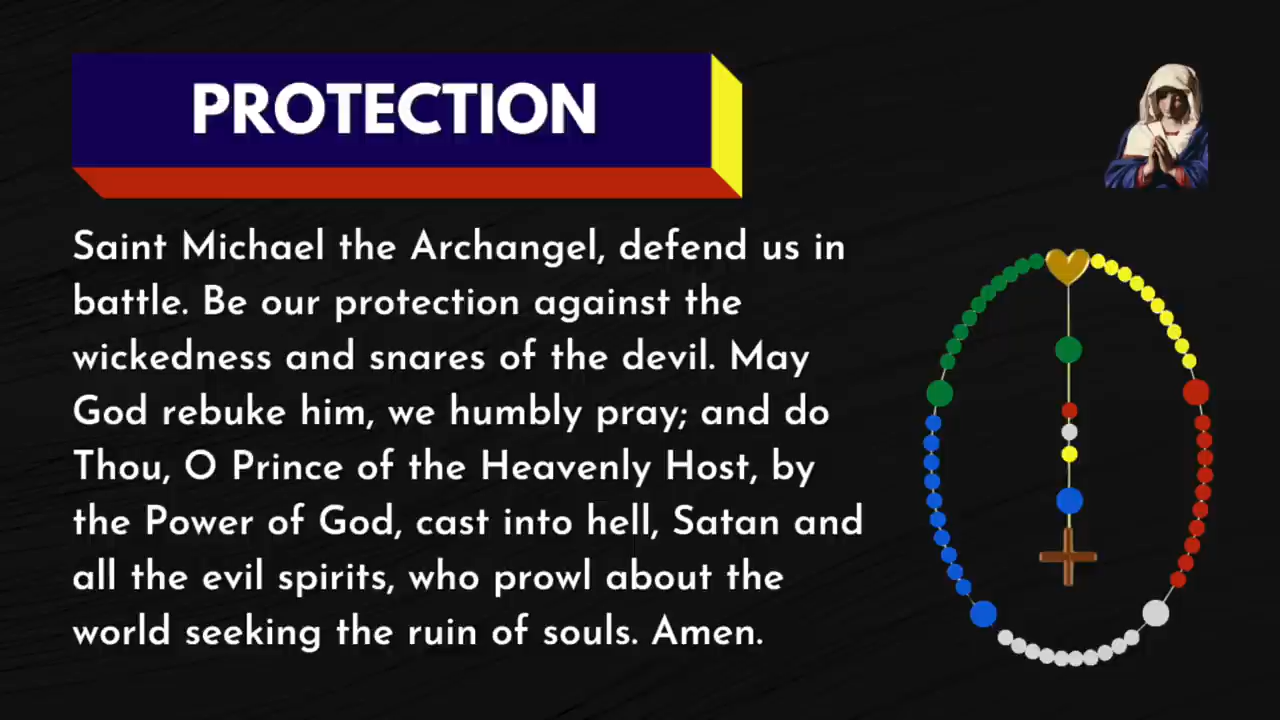 PROTECTION
Saint Michael the Archangel, defend us in
battle. Be our protection against the
wickedness and snares of the devil. May
God rebuke him, we humbly pray; and do
Thou, O Prince of the Heavenly Host, by
the Power of God, cast into hell, Satan and
all the evil spirits, who prowl about the
world seeking the ruin of souls. Amen.